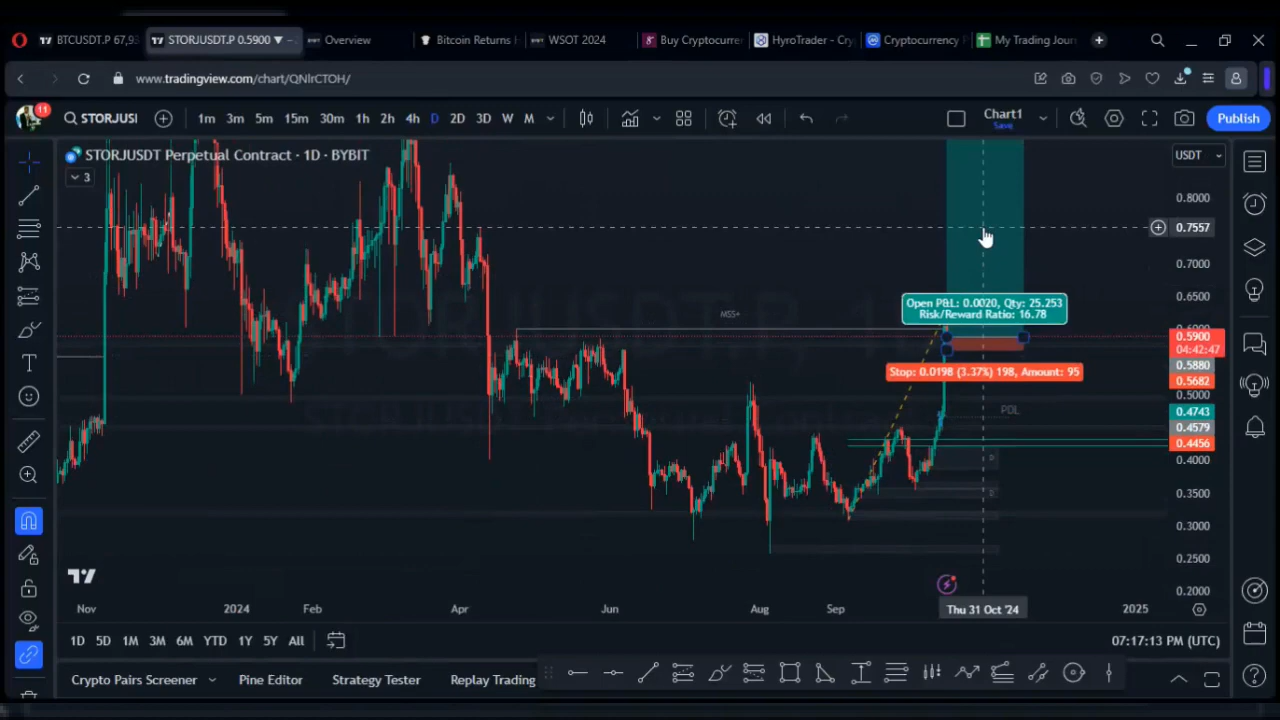 BTCUSDT.P 67,93
STORJUSDT.P 0.5900 ▼ −
Overview
Bitcoin Returns H
WSOT 2024
Buy Cryptocurre
HyroTrader - Cry
Cryptocurrency F
My Trading Journ
www.tradingview.com/chart/QNlrCTOH/
11
STORJUSI
1m 3m 5m 15m 30m 1h 2h 4h D 2D 3D W M
Chart1
Save
Publish
STORJUSDT Perpetual Contract · 1D · BYBIT
3
USDT
0.8000
0.7557
0.7000
0.6500
Open P&L: 0.0020, Qty: 25.253
Risk/Reward Ratio: 16.78
MSS+
0.5900
04:42:47
0.5880
0.5682
Stop: 0.0198 (3.37%) 198, Amount: 95
0.5000
PDL
0.4743
0.4579
0.4456
0.4000
0.3500
0.3000
0.2500
0.2000
Nov 2024 Feb Apr Jun Aug Sep Thu 31 Oct '24 2025
1D 5D 1M 3M 6M YTD 1Y 5Y All
07:17:13 PM (UTC)
Crypto Pairs Screener
Pine Editor
Strategy Tester
Replay Trading